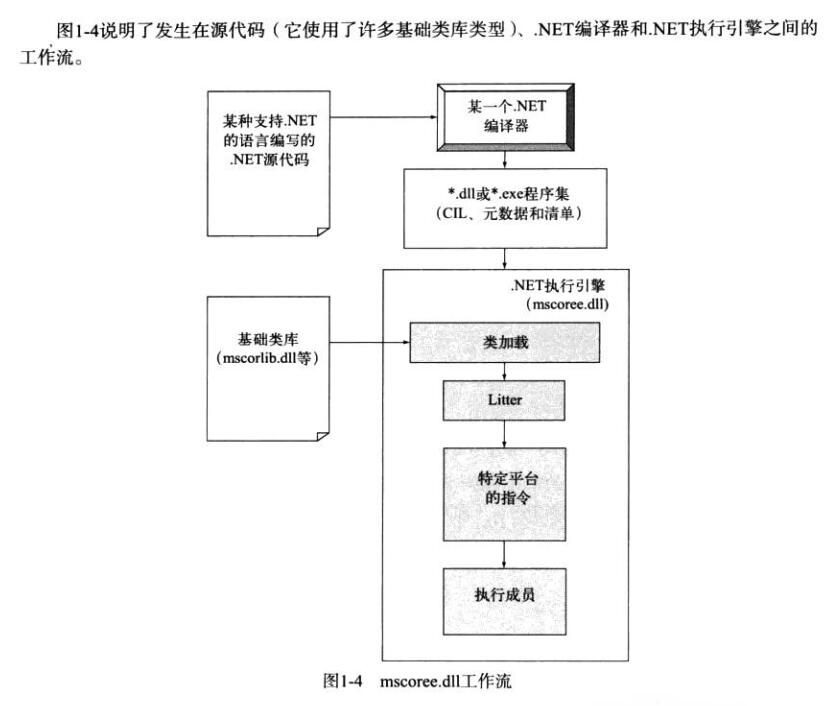 图1-4说明了发生在源代码（它使用了许多基础类库类型）、.NET编译器和.NET执行引擎之间的
工作流。
某种支持.NET
的语言编写的
.NET源代码
某一个.NET
编译器
*.dll或*.exe程序集
（CIL、元数据和清单）
.NET执行引擎
（mscoree.dll)
基础类库
（mscorlib.dll等）
类加载
Litter
特定平台
的指令
执行成员
图1-4 mscoree.dll工作流